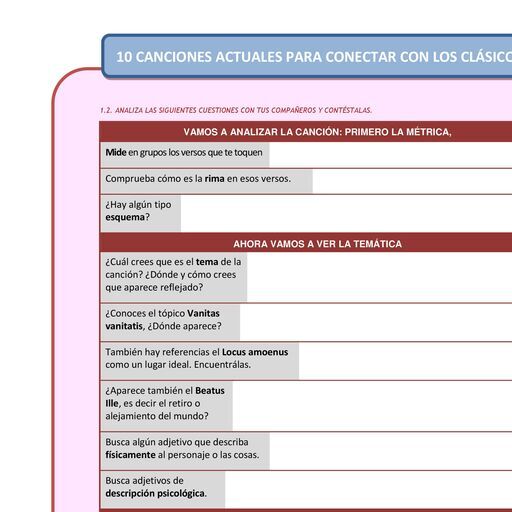 10 CANCIONES ACTUALES PARA CONECTAR CON LOS CLÁSICO
1.2. ANALIZA LAS SIGUIENTES CUESTIONES CON TUS COMPAÑEROS Y CONTÉSTALAS.
VAMOS A ANALIZAR LA CANCIÓN: PRIMERO LA MÉTRICA,
Mide en grupos los versos que te toquen
Comprueba cómo es la rima en esos versos.
¿Hay algún tipo
esquema?
AHORA VAMOS A VER LA TEMÁTICA
¿Cuál crees que es el tema de la
canción? ¿Dónde y cómo crees
que aparece reflejado?
¿Conoces el tópico Vanitas
vanitatis, ¿Dónde aparece?
También hay referencias el Locus amoenus
como un lugar ideal. Encuéntralas.
¿Aparece también el Beatus
Ille, es decir el retiro o
alejamiento del mundo?
Busca algún adjetivo que describa
físicamente al personaje o las cosas.
Busca adjetivos de
descripción psicológica.